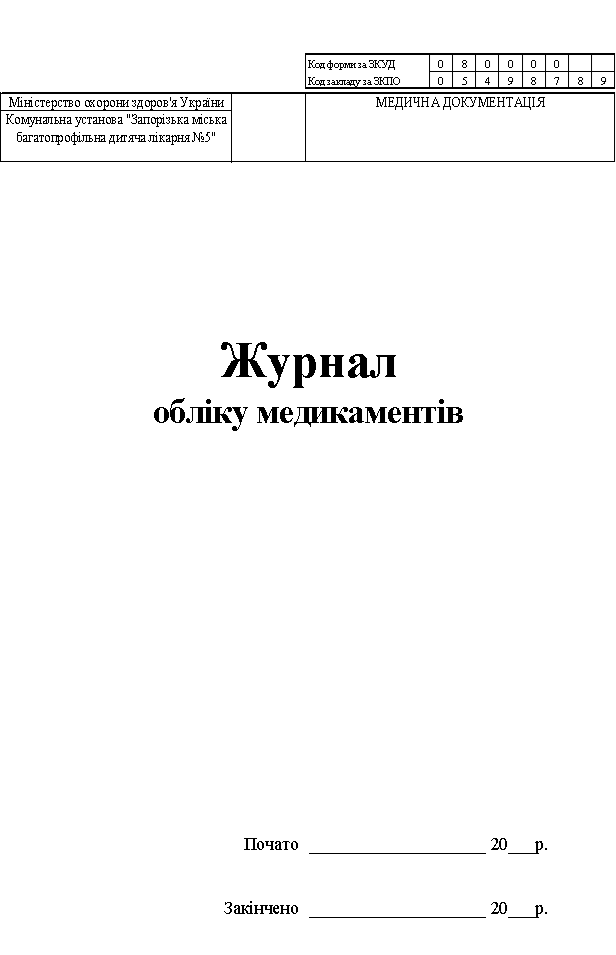 Код форми за ЗКУД 0 8 0 0 0 0
Код закладу за ЗКПО 0 5 4 9 8 7 8 9
Міністерство охорони здоров'я України
Комунальна установа "Запорізька міська
багатопрофільна дитяча лікарня №5"
МЕДИЧНА ДОКУМЕНТАЦІЯ
Журнал
обліку медикаментів
Почато ____________________ 20___р.
Закінчено ____________________ 20___р.